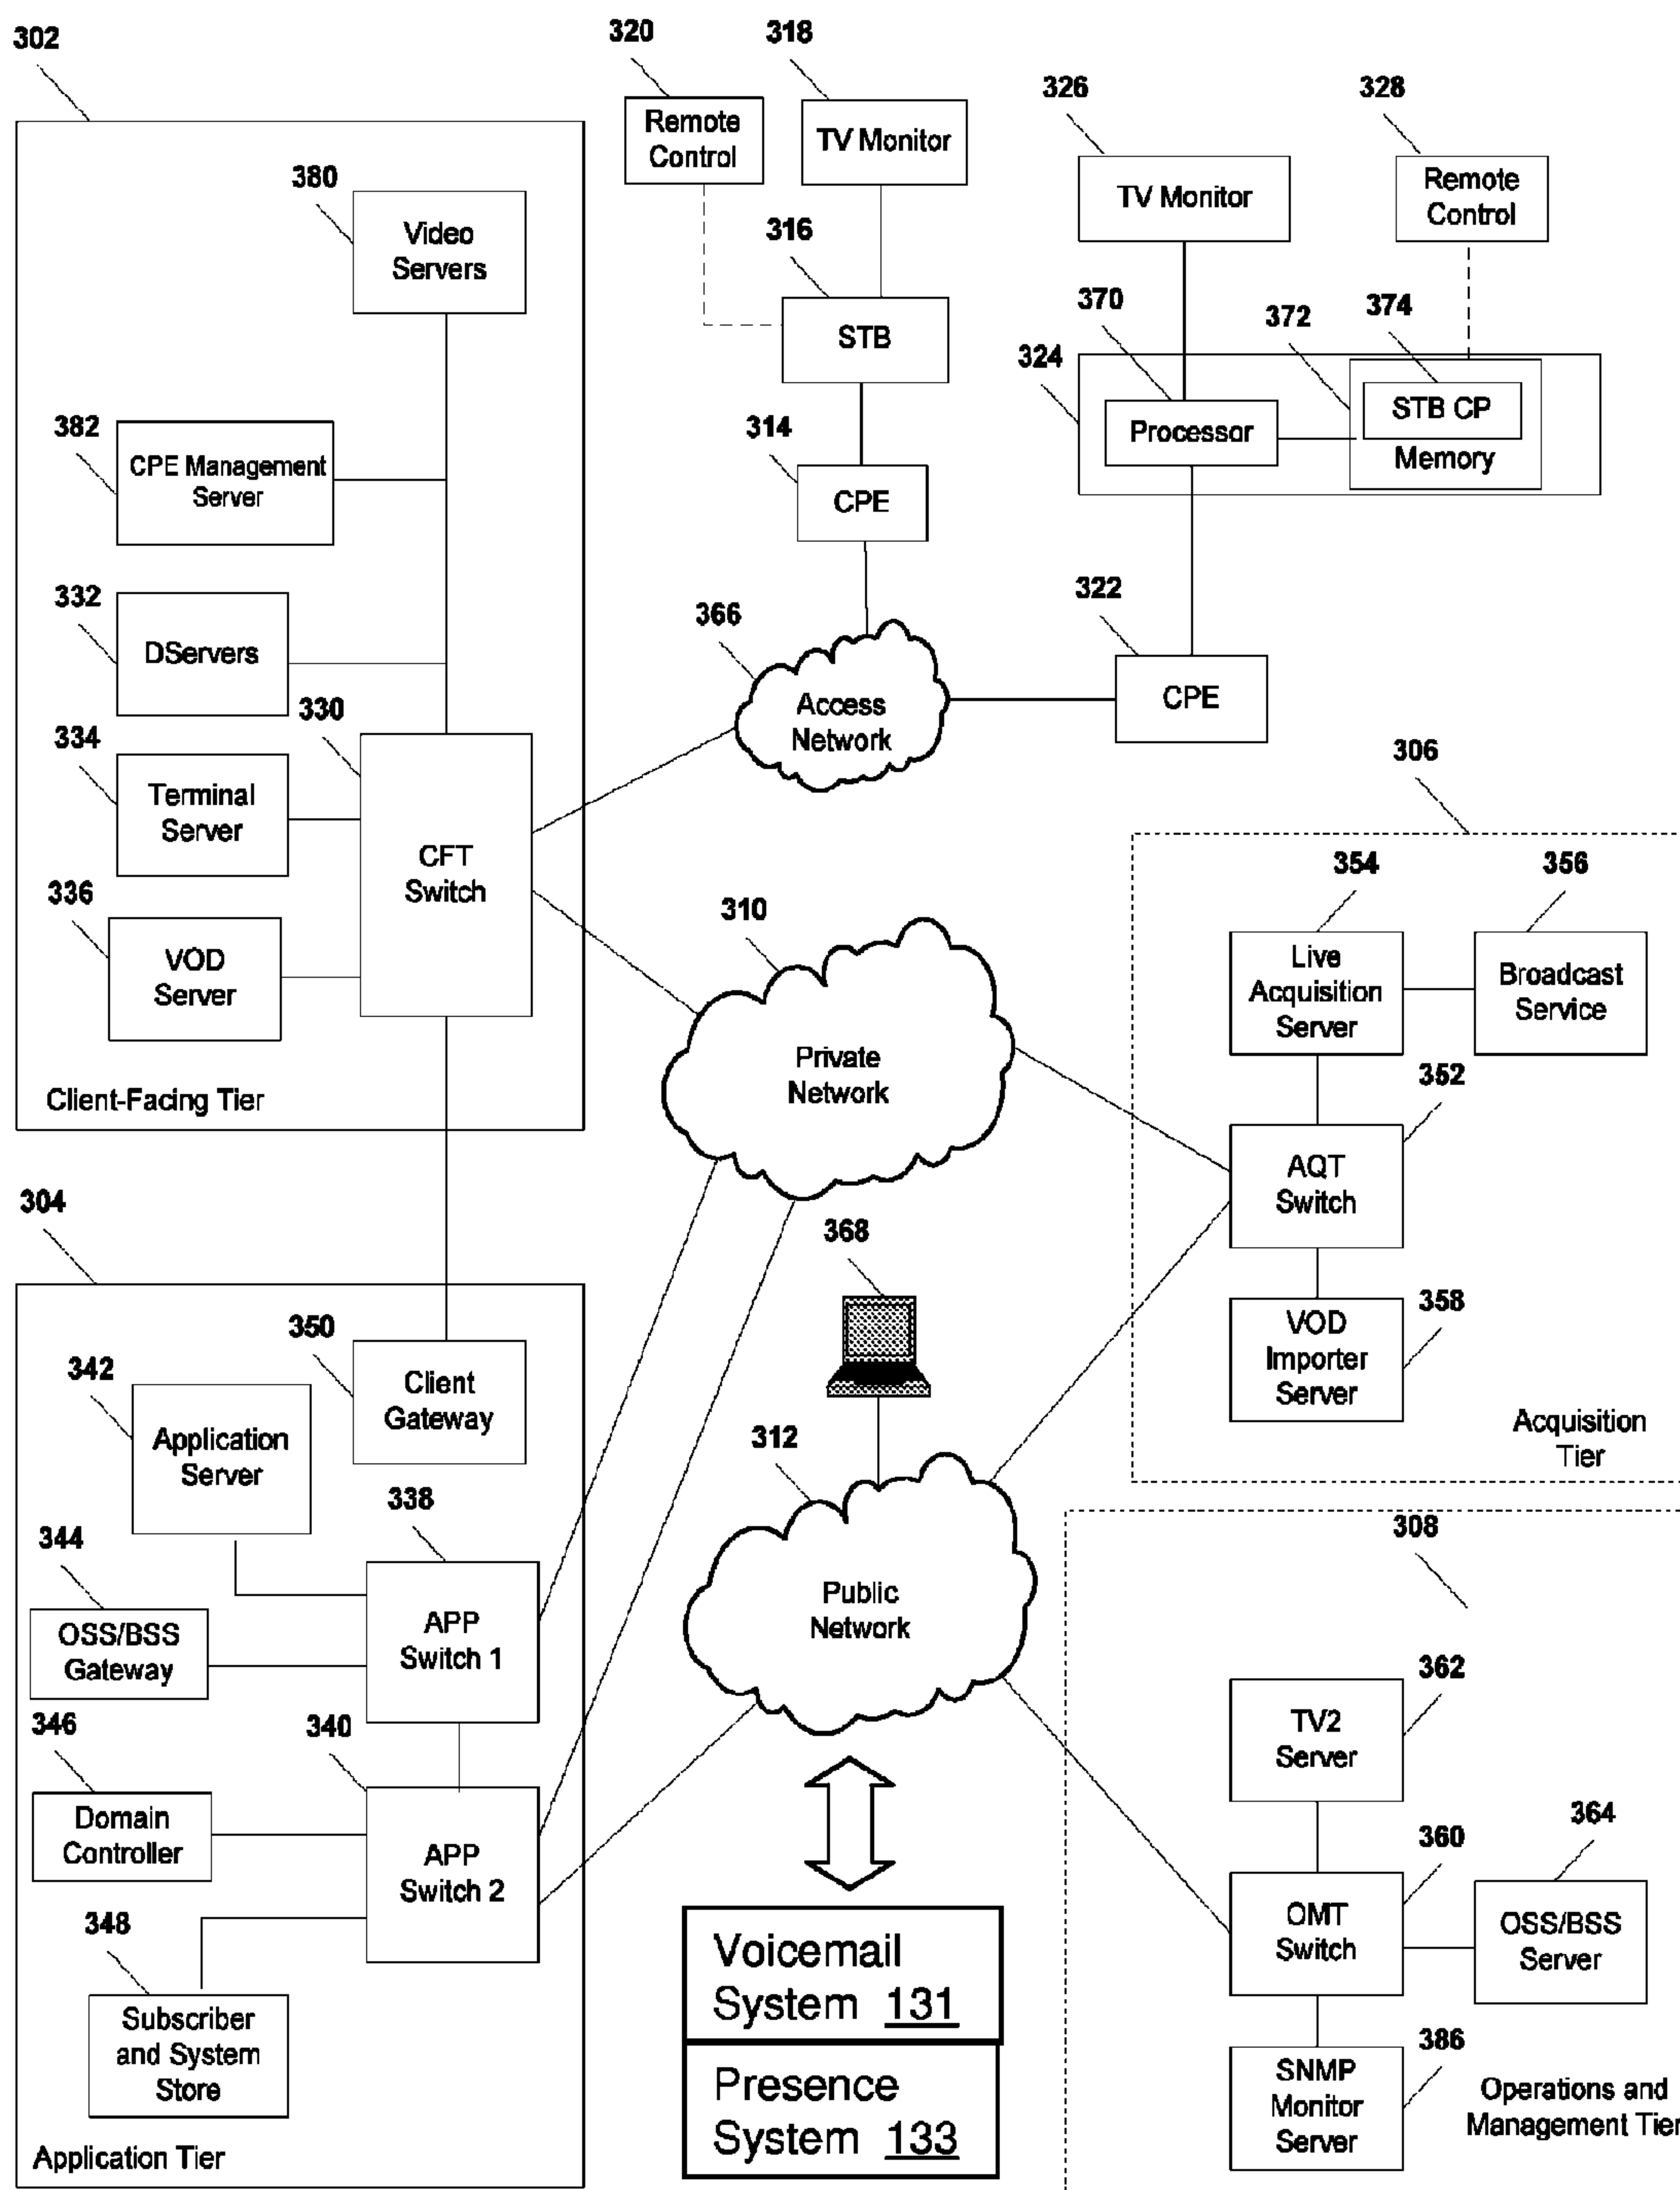 302
320
318
326
328
Remote
Control
TV Monitor
TV Monitor
Remote
Control
380
Video
Servers
316
STB
370
372
374
324
STB CP
Processor
Memory
382
CPE Management
Server
314
CPE
332
DServers
366
Access
Network
322
CPE
330
334
Terminal
Server
CFT
Switch
336
VOD
Server
Client-Facing Tier
310
Private
Network
306
354
356
Live
Acquisition
Server
Broadcast
Service
352
AQT
Switch
358
VOD
Importer
Server
Acquisition
Tier
304
368
350
Client
Gateway
342
Application
Server
312
Public
Network
338
344
OSS/BSS
Gateway
APP
Switch 1
346
340
Domain
Controller
APP
Switch 2
348
Subscriber
and System
Store
Application Tier
Voicemail
System 131
Presence
System 133
308
362
TV2
Server
360
364
OMT
Switch
OSS/BSS
Server
386
SNMP
Monitor
Server
Operations and
Management Tier